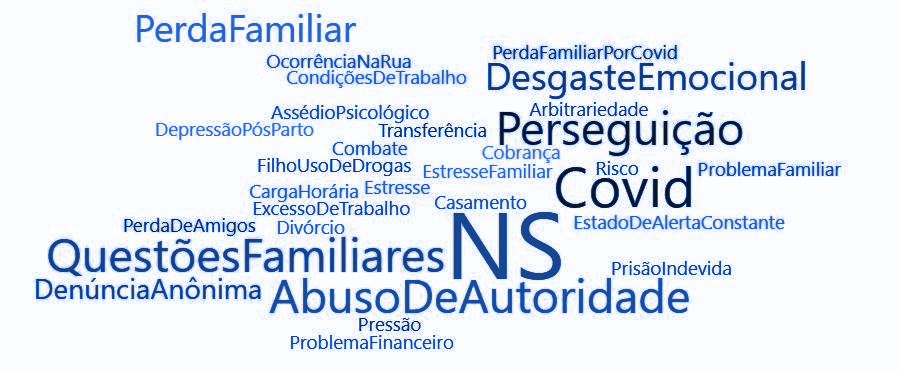 PerdaFamiliar
PerdaFamiliarPorCovid
OcorrênciaNaRua
CondiçõesDeTrabalho
DesgasteEmocional
AssédioPsicológico
Arbitrariedade
DepressãoPósParto
Transferência
Perseguição
Combate
Cobrança
FilhoUsoDeDrogas
EstresseFamiliar
Risco
ProblemaFamiliar
CargaHorária
Estresse
Covid
ExcessoDeTrabalho
Casamento
PerdaDeAmigos
Divórcio
EstadoDeAlertaConstante
QuestõesFamiliares
NS
PrisãoIndevida
DenúnciaAnônima
AbusoDeAutoridade
Pressão
ProblemaFinanceiro